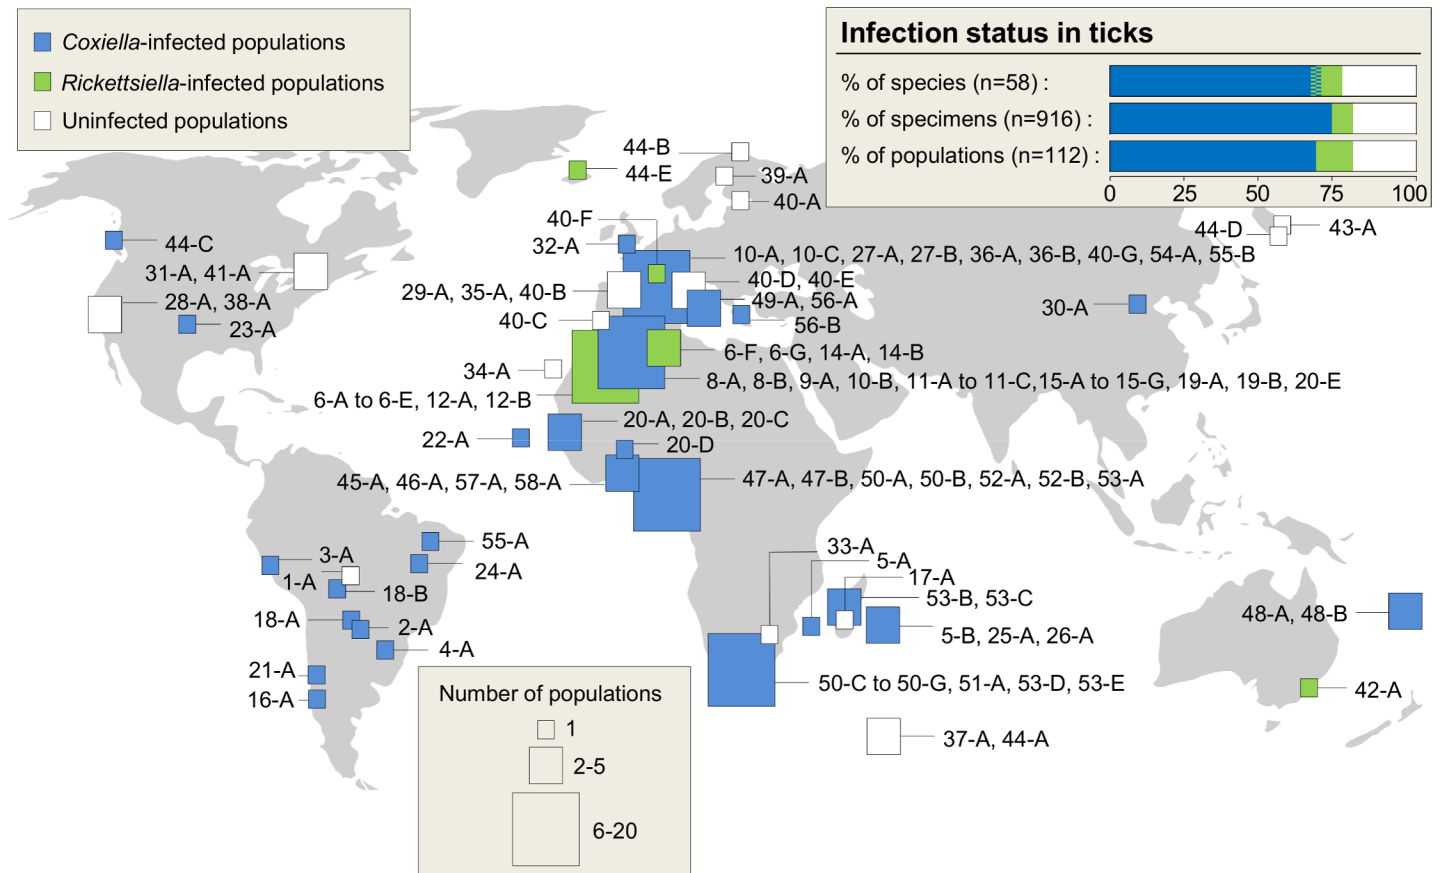 Coxiella-infected populations
Rickettsiella-infected populations
Uninfected populations
Infection status in ticks
% of species (n=58) :
% of specimens (n=916) :
% of populations (n=112) :
0 25 50 75 100
44-B
44-E
39-A
40-A
40-F
44-D
43-A
44-C
32-A
10-A, 10-C, 27-A, 27-B, 36-A, 36-B, 40-G, 54-A, 55-B
31-A, 41-A
40-D, 40-E
29-A, 35-A, 40-B
28-A, 38-A
49-A, 56-A
30-A
23-A
40-C
56-B
6-F, 6-G, 14-A, 14-B
34-A
8-A, 8-B, 9-A, 10-B, 11-A to 11-C,15-A to 15-G, 19-A, 19-B, 20-E
6-A to 6-E, 12-A, 12-B
20-A, 20-B, 20-C
22-A
20-D
45-A, 46-A, 57-A, 58-A
47-A, 47-B, 50-A, 50-B, 52-A, 52-B, 53-A
55-A
33-A
3-A
5-A
24-A
17-A
1-A
18-B
53-B, 53-C
48-A, 48-B
18-A
2-A
5-B, 25-A, 26-A
4-A
21-A
50-C to 50-G, 51-A, 53-D, 53-E
42-A
16-A
37-A, 44-A
Number of populations
1
2-5
6-20